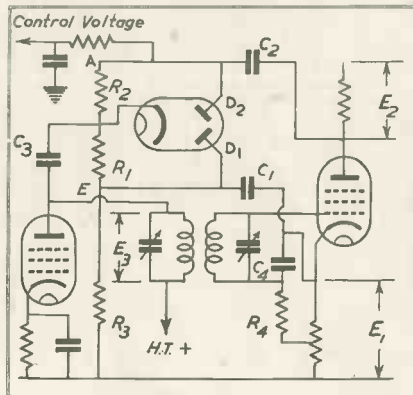 Control Voltage
A
R2
C2
D2
E2
C3
R1
D1
E
C1
E3
C4
R3
R4
E1
H.T. +